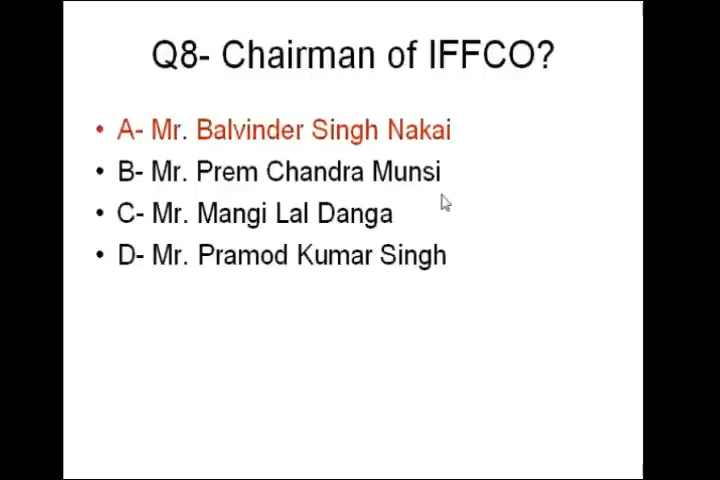 Q8- Chairman of IFFCO?
• A- Mr. Balvinder Singh Nakai
• B- Mr. Prem Chandra Munsi
• C- Mr. Mangi Lal Danga
• D- Mr. Pramod Kumar Singh